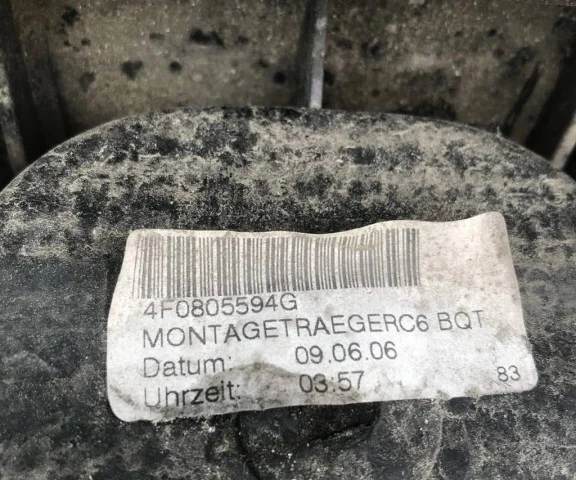 4F0805594G
MONTAGETRAEGERC6 BQT
Datum: 09.06.06
Uhrzeit: 03:57 83